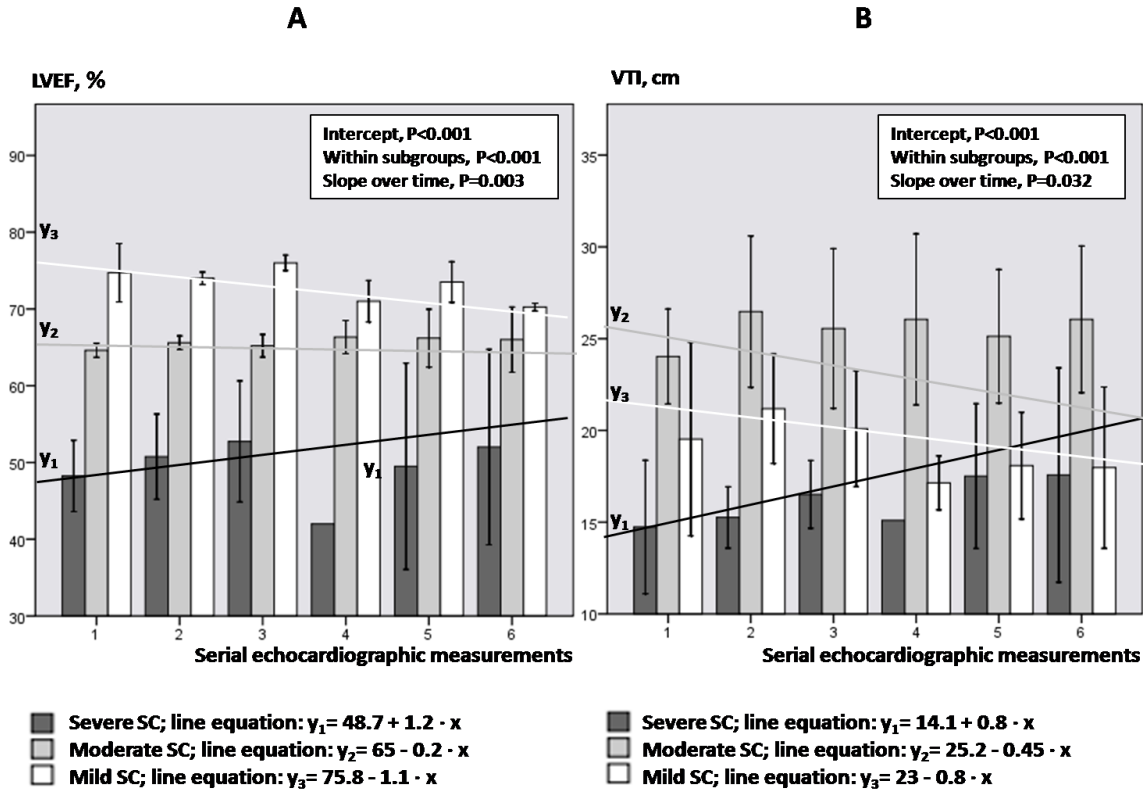 A
LVEF, %
Intercept, P<0.001
Within subgroups, P<0.001
Slope over time, P=0.003
90
80
70
60
50
40
30
y3
y2
y1
y1
1 2 3 4 5 6
Serial echocardiographic measurements
Severe SC; line equation: y1= 48.7 + 1.2 · x
Moderate SC; line equation: y2= 65 – 0.2 · x
Mild SC; line equation: y3= 75.8 – 1.1 · x
B
VTI, cm
Intercept, P<0.001
Within subgroups, P<0.001
Slope over time, P=0.032
35
30
25
20
15
10
y2
y3
y1
1 2 3 4 5 6
Serial echocardiographic measurements
Severe SC; line equation: y1= 14.1 + 0.8 · x
Moderate SC; line equation: y2= 25.2 – 0.45 · x
Mild SC; line equation: y3= 23 – 0.8 · x